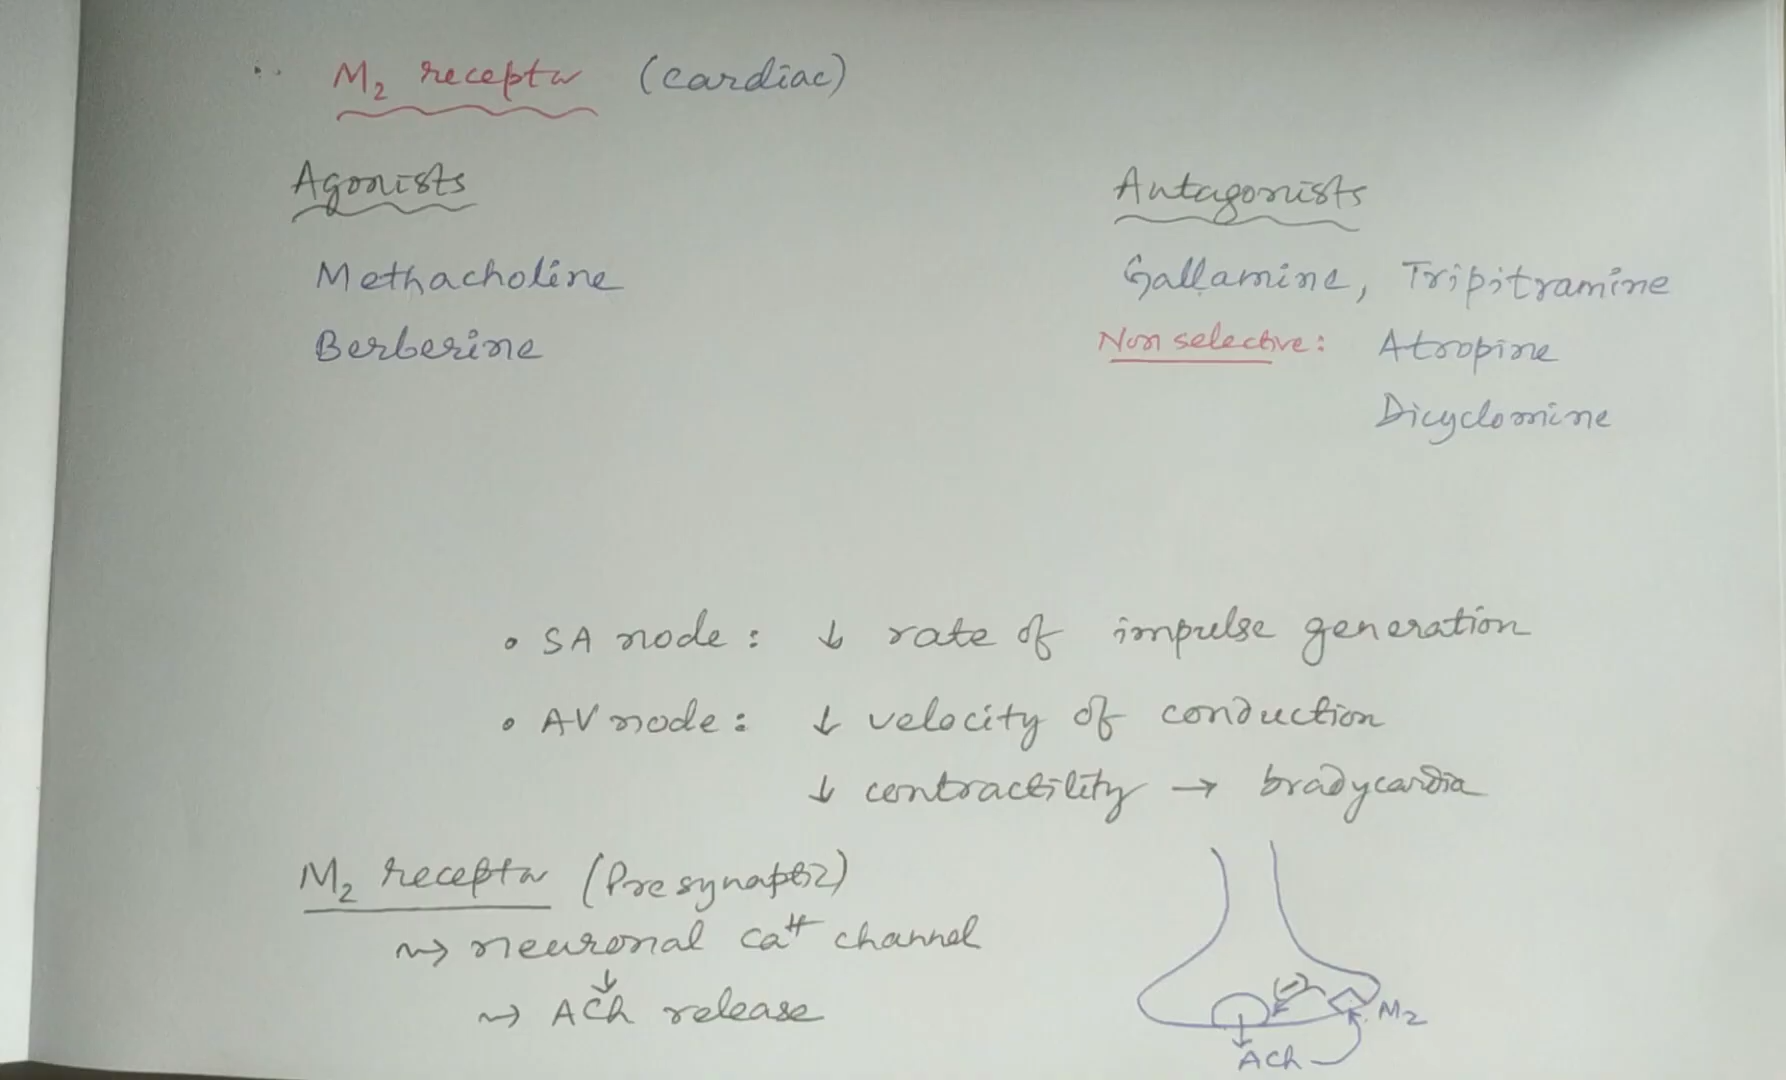 M2 receptor (cardiac)
Agonists
Antagonists
Methacholine
Berberine
Gallamine, Tripitramine
Non selective: Atropine
Dicyclomine
• SA node: ↓ rate of impulse generation
• AV node: ↓ velocity of conduction
↓ contractility → bradycardia
M2 receptor (Presynaptic)
⇝ neuronal Ca++ channel
↓
⇝ ACh release
(-)
M2
ACh